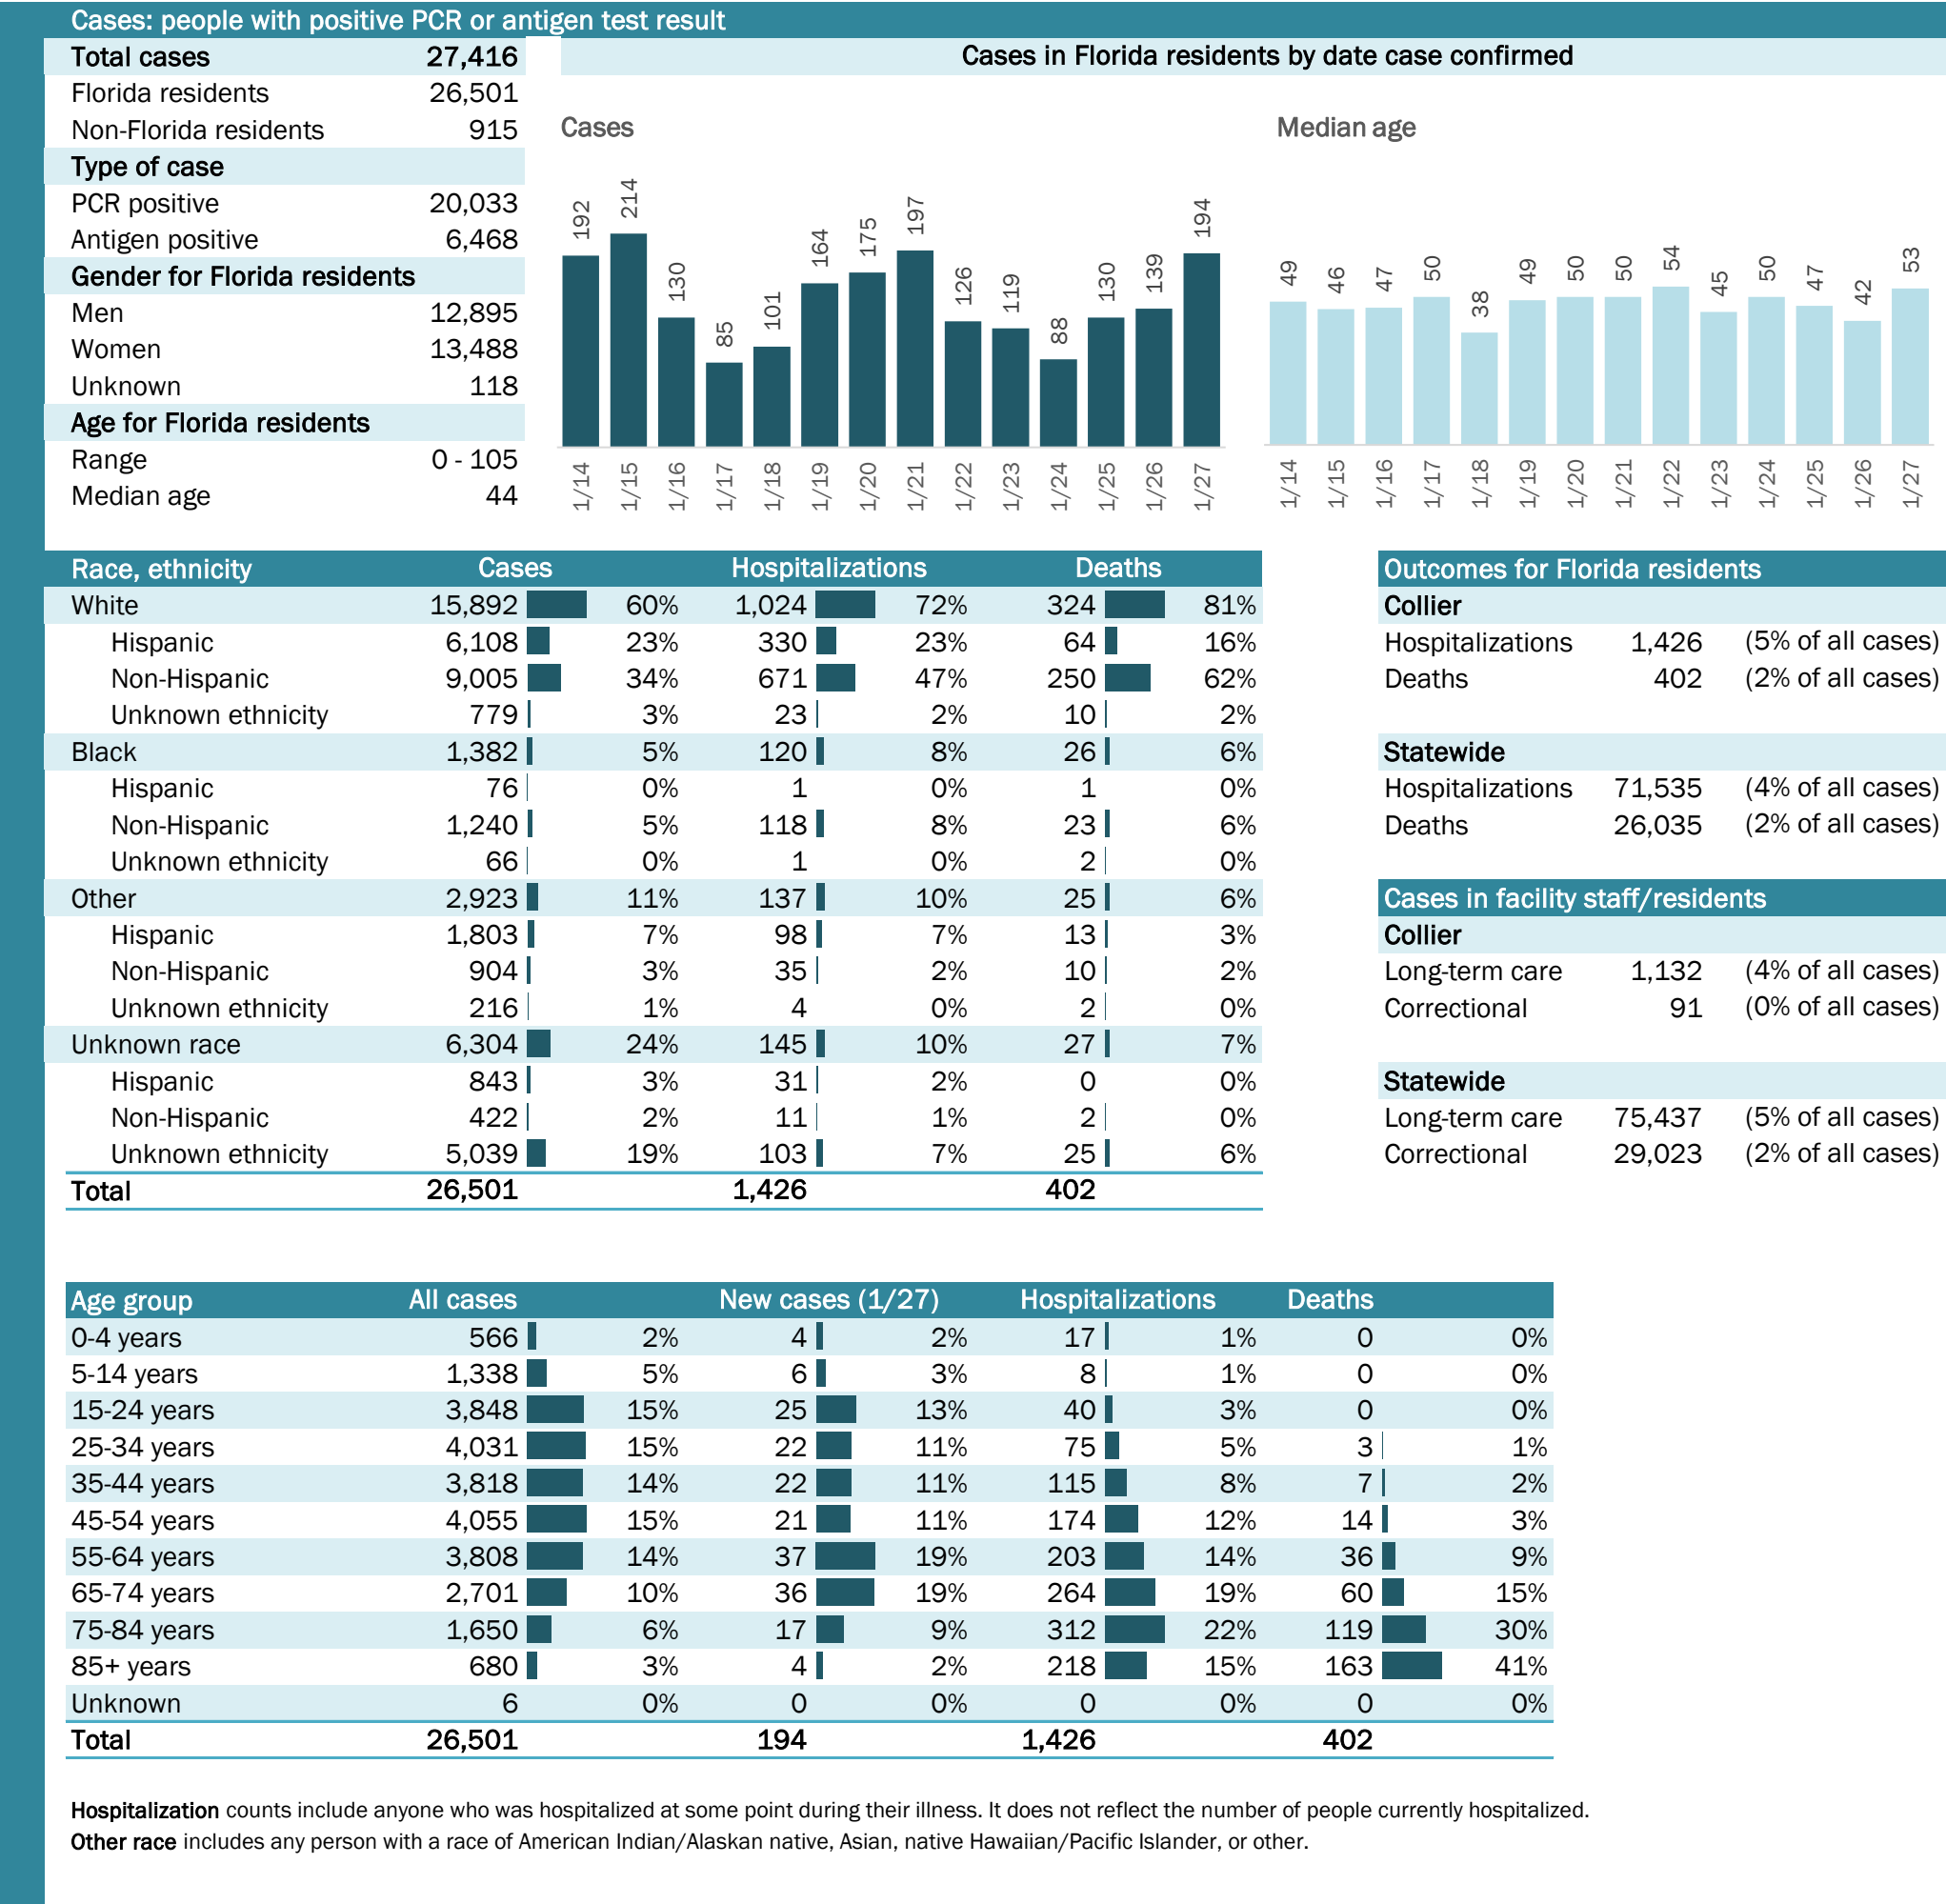 Cases: people with positive PCR or antigen test result
Total cases 27,416
Florida residents 26,501
Non-Florida residents 915
Type of case
PCR positive 20,033
Antigen positive 6,468
Gender for Florida residents
Men 12,895
Women 13,488
Unknown 118
Age for Florida residents
Range 0 - 105
Median age 44
Cases in Florida residents by date case confirmed
Cases
192 214 130 85 101 164 175 197 126 119 88 130 139 194
1/14 1/15 1/16 1/17 1/18 1/19 1/20 1/21 1/22 1/23 1/24 1/25 1/26 1/27
Median age
49 46 47 50 38 49 50 50 54 45 50 47 42 53
1/14 1/15 1/16 1/17 1/18 1/19 1/20 1/21 1/22 1/23 1/24 1/25 1/26 1/27
Race, ethnicity Cases Hospitalizations Deaths
White 15,892 60% 1,024 72% 324 81%
Hispanic 6,108 23% 330 23% 64 16%
Non-Hispanic 9,005 34% 671 47% 250 62%
Unknown ethnicity 779 3% 23 2% 10 2%
Black 1,382 5% 120 8% 26 6%
Hispanic 76 0% 1 0% 1 0%
Non-Hispanic 1,240 5% 118 8% 23 6%
Unknown ethnicity 66 0% 1 0% 2 0%
Other 2,923 11% 137 10% 25 6%
Hispanic 1,803 7% 98 7% 13 3%
Non-Hispanic 904 3% 35 2% 10 2%
Unknown ethnicity 216 1% 4 0% 2 0%
Unknown race 6,304 24% 145 10% 27 7%
Hispanic 843 3% 31 2% 0 0%
Non-Hispanic 422 2% 11 1% 2 0%
Unknown ethnicity 5,039 19% 103 7% 25 6%
Total 26,501 1,426 402
Outcomes for Florida residents
Collier
Hospitalizations 1,426 (5% of all cases)
Deaths 402 (2% of all cases)
Statewide
Hospitalizations 71,535 (4% of all cases)
Deaths 26,035 (2% of all cases)
Cases in facility staff/residents
Collier
Long-term care 1,132 (4% of all cases)
Correctional 91 (0% of all cases)
Statewide
Long-term care 75,437 (5% of all cases)
Correctional 29,023 (2% of all cases)
Age group All cases New cases (1/27) Hospitalizations Deaths
0-4 years 566 2% 4 2% 17 1% 0 0%
5-14 years 1,338 5% 6 3% 8 1% 0 0%
15-24 years 3,848 15% 25 13% 40 3% 0 0%
25-34 years 4,031 15% 22 11% 75 5% 3 1%
35-44 years 3,818 14% 22 11% 115 8% 7 2%
45-54 years 4,055 15% 21 11% 174 12% 14 3%
55-64 years 3,808 14% 37 19% 203 14% 36 9%
65-74 years 2,701 10% 36 19% 264 19% 60 15%
75-84 years 1,650 6% 17 9% 312 22% 119 30%
85+ years 680 3% 4 2% 218 15% 163 41%
Unknown 6 0% 0 0% 0 0% 0 0%
Total 26,501 194 1,426 402
Hospitalization counts include anyone who was hospitalized at some point during their illness. It does not reflect the number of people currently hospitalized.
Other race includes any person with a race of American Indian/Alaskan native, Asian, native Hawaiian/Pacific Islander, or other.